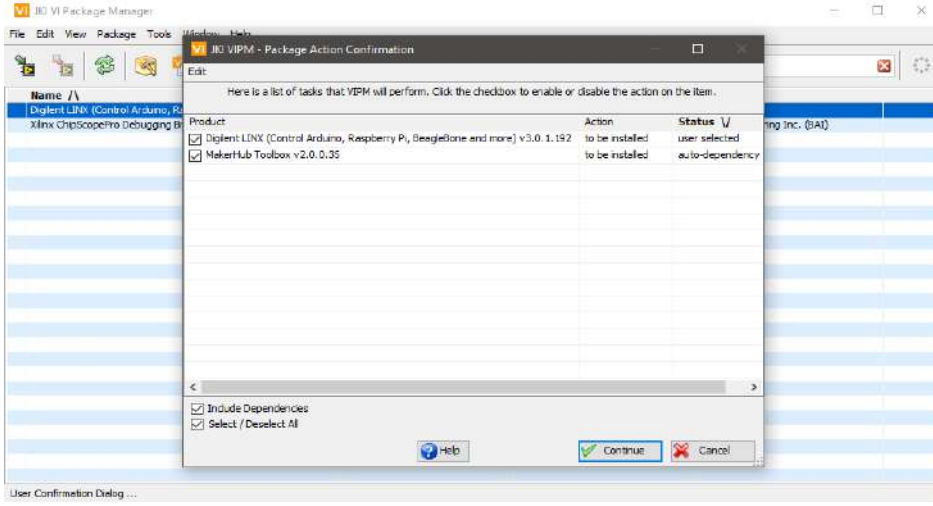 VI JKI VI Package Manager
File Edit View Package Tools Window Help
VI JKI VIPM - Package Action Confirmation
Edit
Here is a list of tasks that VIPM will perform. Click the checkbox to enable or disable the action on the item.
Name /\
Digilent LINX (Control Arduino, Ra
Xilinx ChipScopePro Debugging B
ring Inc. (BAI)
Product Action Status \/
Digilent LINX (Control Arduino, Raspberry Pi, BeagleBone and more) v3.0.1.192 to be installed user selected
MakerHub Toolbox v2.0.0.35 to be installed auto-dependency
Include Dependencies
Select / Deselect All
Help Continue Cancel
User Confirmation Dialog ...